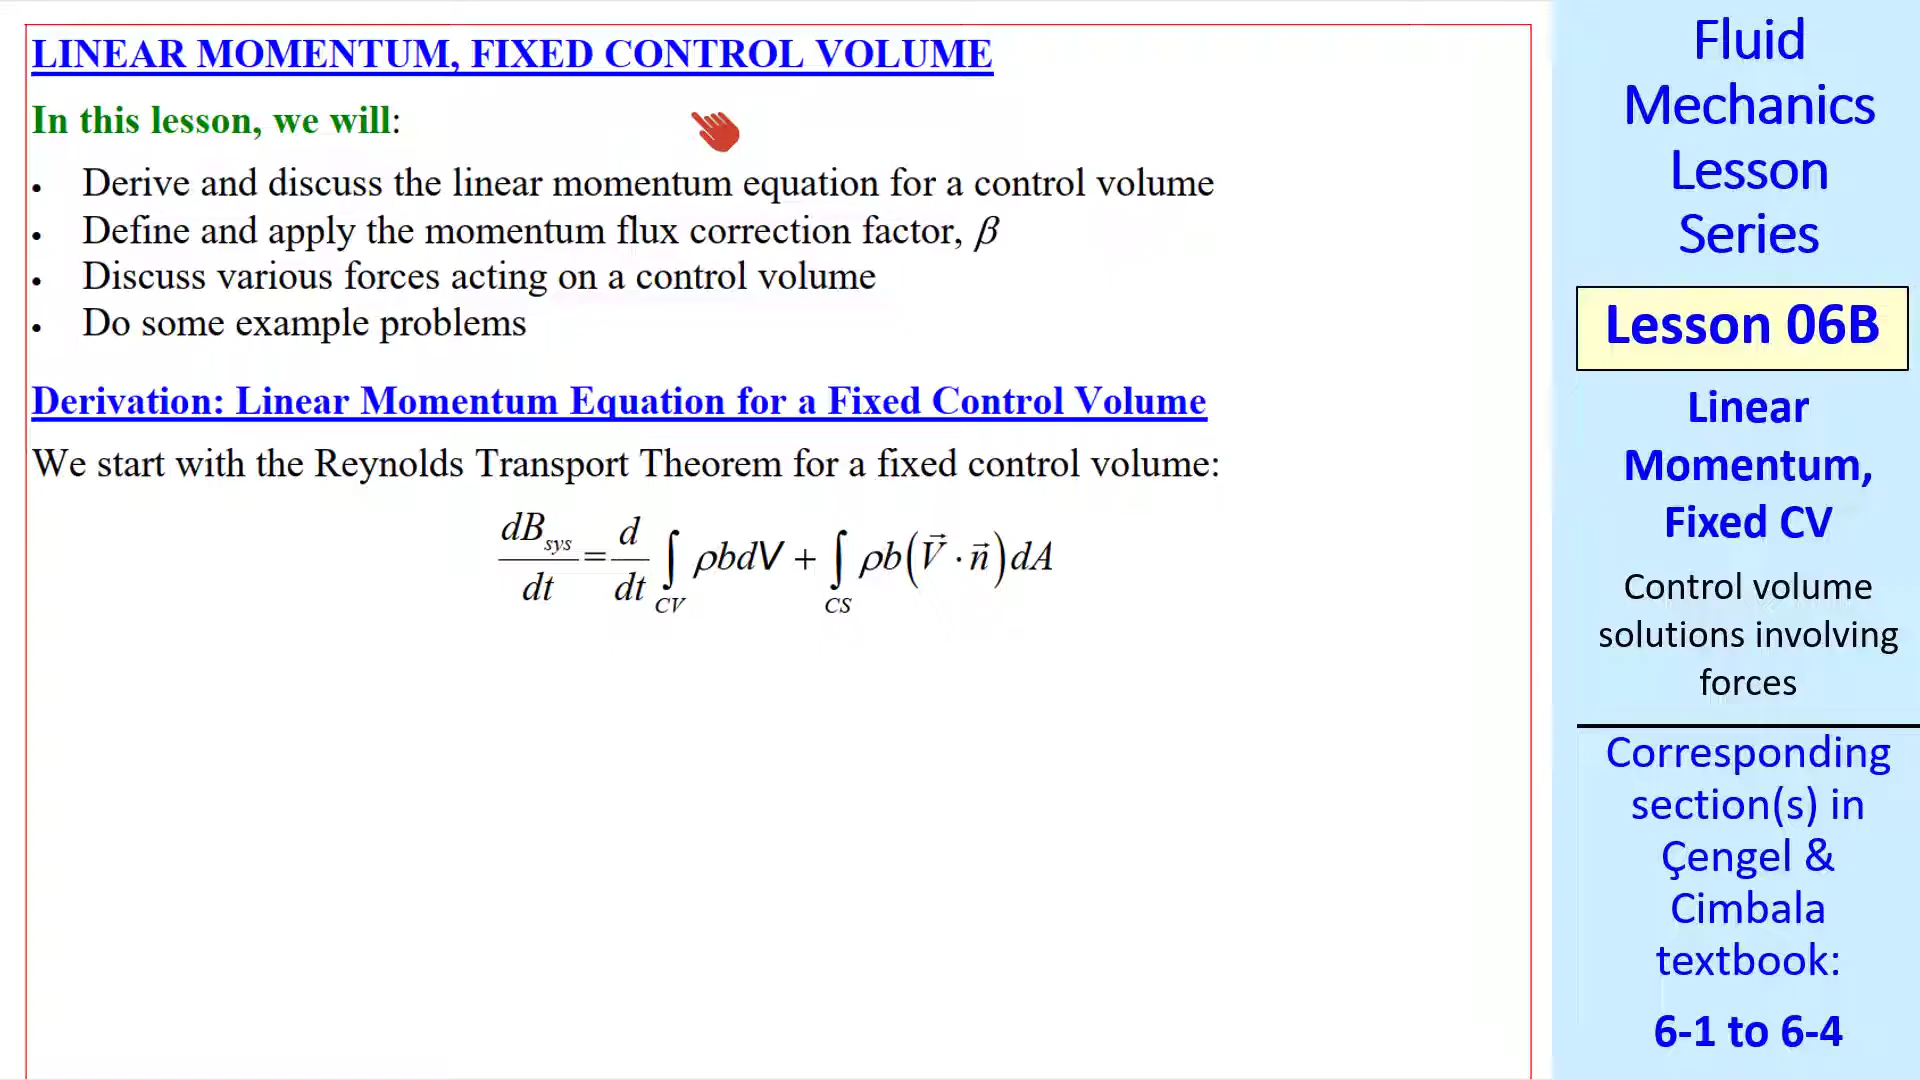 LINEAR MOMENTUM, FIXED CONTROL VOLUME
In this lesson, we will:
• Derive and discuss the linear momentum equation for a control volume
• Define and apply the momentum flux correction factor, β
• Discuss various forces acting on a control volume
• Do some example problems
Derivation: Linear Momentum Equation for a Fixed Control Volume
We start with the Reynolds Transport Theorem for a fixed control volume:
dB_sys/dt = d/dt ∫_CV ρbdV + ∫_CS ρb(V⃗ · n⃗)dA
Fluid
Mechanics
Lesson
Series
Lesson 06B
Linear
Momentum,
Fixed CV
Control volume
solutions involving
forces
Corresponding
section(s) in
Çengel &
Cimbala
textbook:
6-1 to 6-4